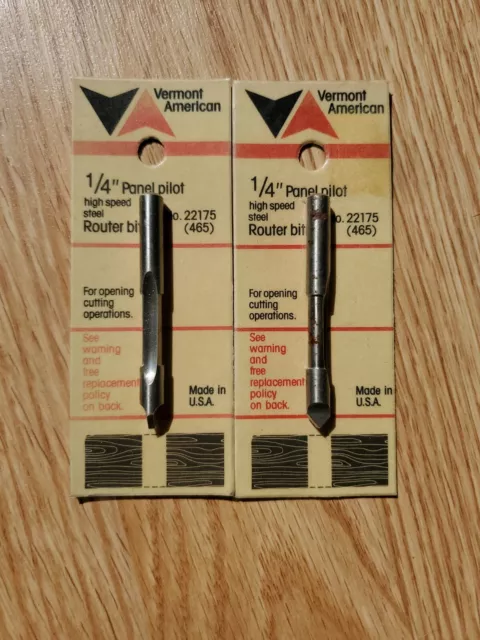 Vermont
American
1/4" Panel pilot
high speed
steel
No. 22175
Router bit
(465)
For opening
cutting
operations.
See
warning
and
free
replacement
policy
on back.
Made in
U.S.A.
Vermont
American
1/4" Panel pilot
high speed
steel
o. 22175
Router bit
(465)
For opening
cutting
operations.
See
warning
and
free
replacement
policy
on back.
Made in
U.S.A.